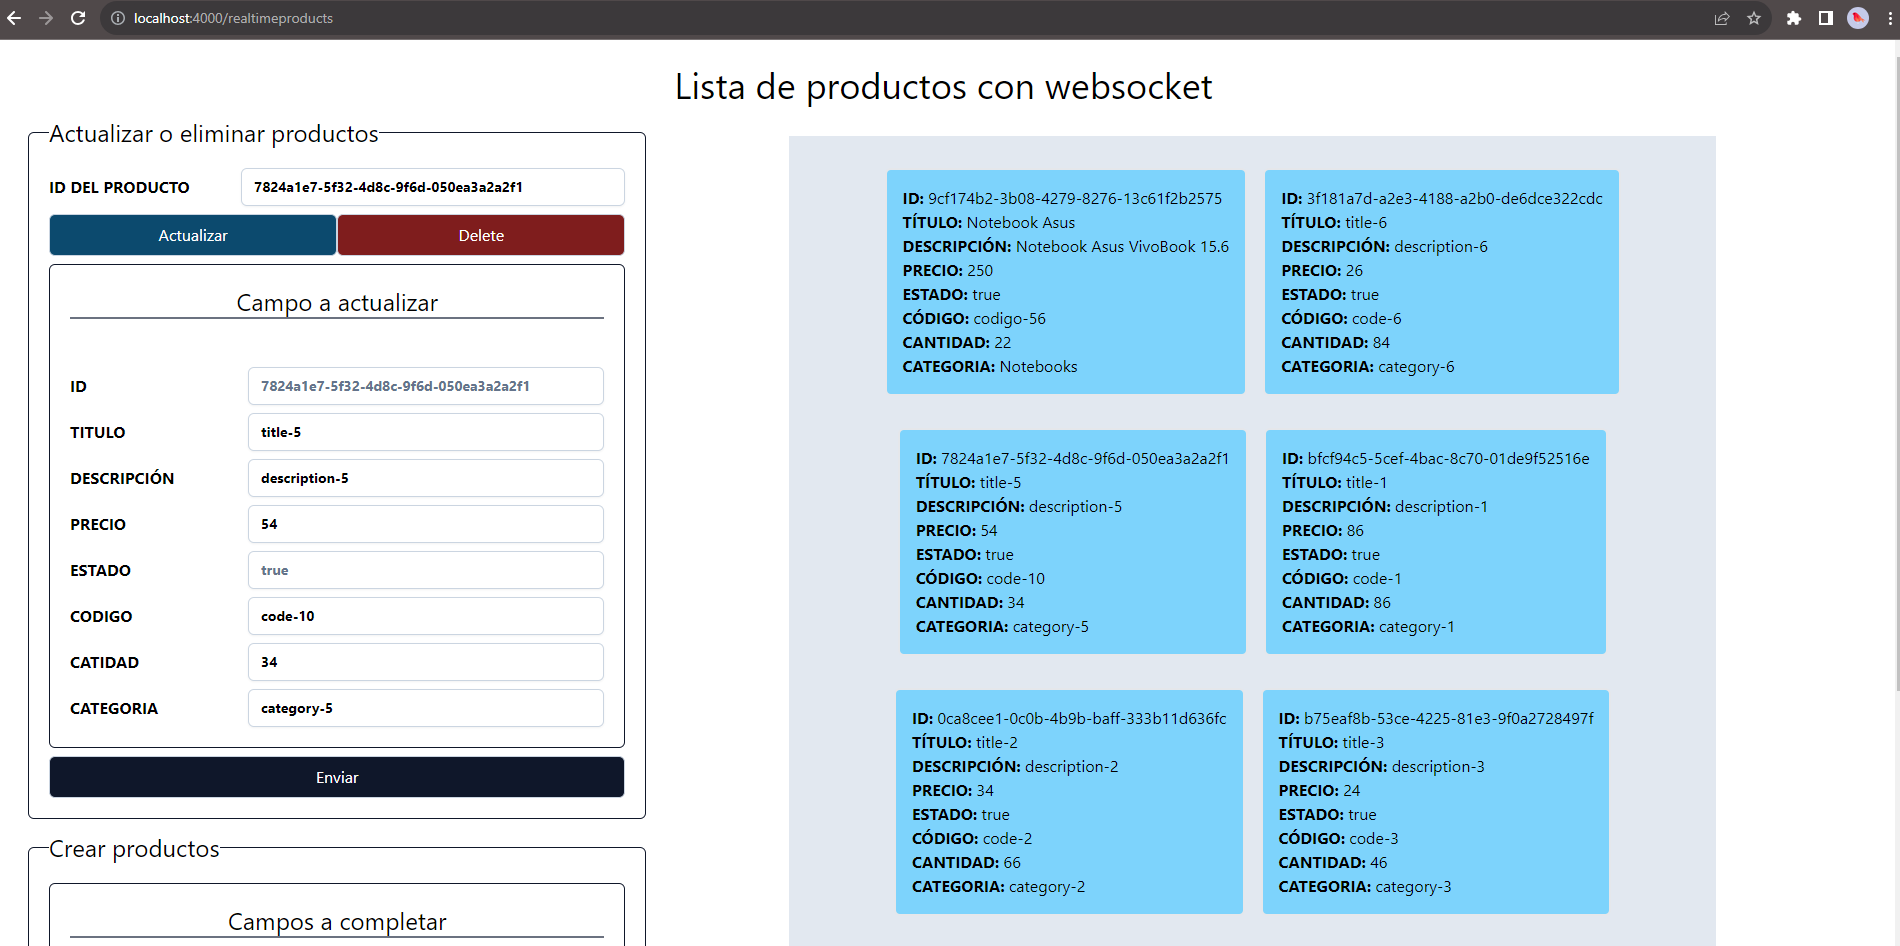 localhost:4000/realtimeproducts
Lista de productos con websocket
Actualizar o eliminar productos
ID DEL PRODUCTO 7824a1e7-5f32-4d8c-9f6d-050ea3a2a2f1
Actualizar Delete
Campo a actualizar
ID 7824a1e7-5f32-4d8c-9f6d-050ea3a2a2f1
TITULO title-5
DESCRIPCIÓN description-5
PRECIO 54
ESTADO true
CODIGO code-10
CATIDAD 34
CATEGORIA category-5
Enviar
Crear productos
Campos a completar
ID: 9cf174b2-3b08-4279-8276-13c61f2b2575
TÍTULO: Notebook Asus
DESCRIPCIÓN: Notebook Asus VivoBook 15.6
PRECIO: 250
ESTADO: true
CÓDIGO: codigo-56
CANTIDAD: 22
CATEGORIA: Notebooks
ID: 3f181a7d-a2e3-4188-a2b0-de6dce322cdc
TÍTULO: title-6
DESCRIPCIÓN: description-6
PRECIO: 26
ESTADO: true
CÓDIGO: code-6
CANTIDAD: 84
CATEGORIA: category-6
ID: 7824a1e7-5f32-4d8c-9f6d-050ea3a2a2f1
TÍTULO: title-5
DESCRIPCIÓN: description-5
PRECIO: 54
ESTADO: true
CÓDIGO: code-10
CANTIDAD: 34
CATEGORIA: category-5
ID: bfcf94c5-5cef-4bac-8c70-01de9f52516e
TÍTULO: title-1
DESCRIPCIÓN: description-1
PRECIO: 86
ESTADO: true
CÓDIGO: code-1
CANTIDAD: 86
CATEGORIA: category-1
ID: 0ca8cee1-0c0b-4b9b-baff-333b11d636fc
TÍTULO: title-2
DESCRIPCIÓN: description-2
PRECIO: 34
ESTADO: true
CÓDIGO: code-2
CANTIDAD: 66
CATEGORIA: category-2
ID: b75eaf8b-53ce-4225-81e3-9f0a2728497f
TÍTULO: title-3
DESCRIPCIÓN: description-3
PRECIO: 24
ESTADO: true
CÓDIGO: code-3
CANTIDAD: 46
CATEGORIA: category-3